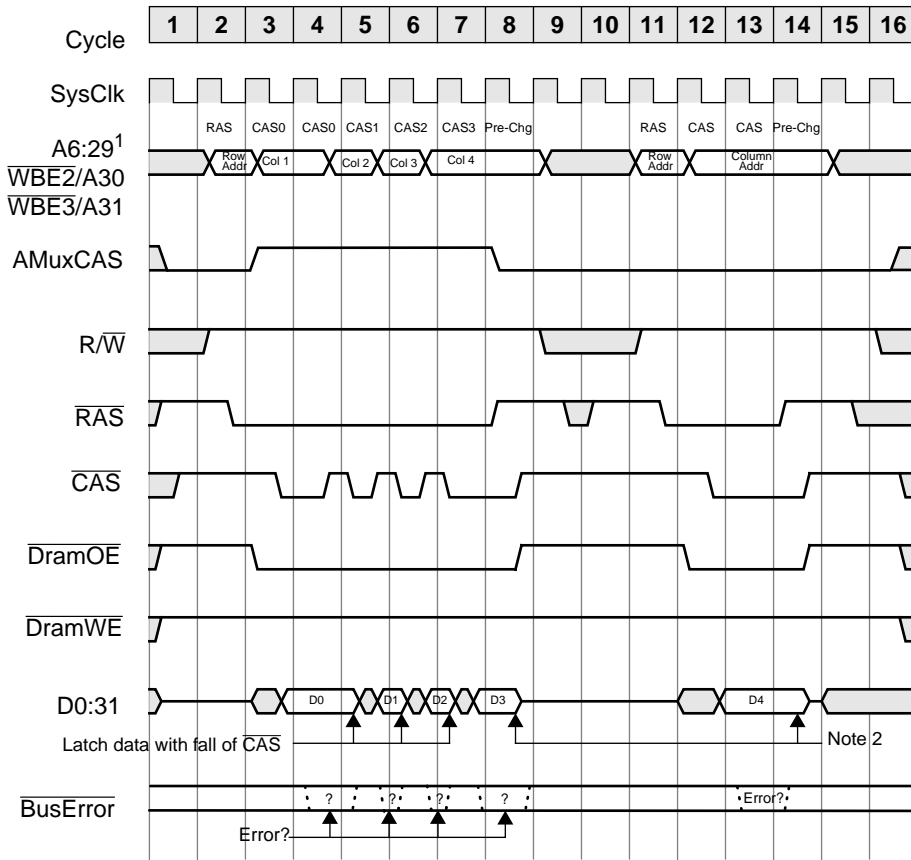 Cycle 1 2 3 4 5 6 7 8 9 10 11 12 13 14 15 16
SysClk
RAS CAS0 CAS0 CAS1 CAS2 CAS3 Pre-Chg RAS CAS CAS Pre-Chg
A6:29¹
WBE2/A30
WBE3/A31
Row Addr Col 1 Col 2 Col 3 Col 4 Row Addr Column Addr
AMuxCAS
R/W
RAS
CAS
DramOE
DramWE
D0:31 D0 D1 D2 D3 D4
Latch data with fall of CAS Note 2
BusError ? ? ? ? Error?
Error?